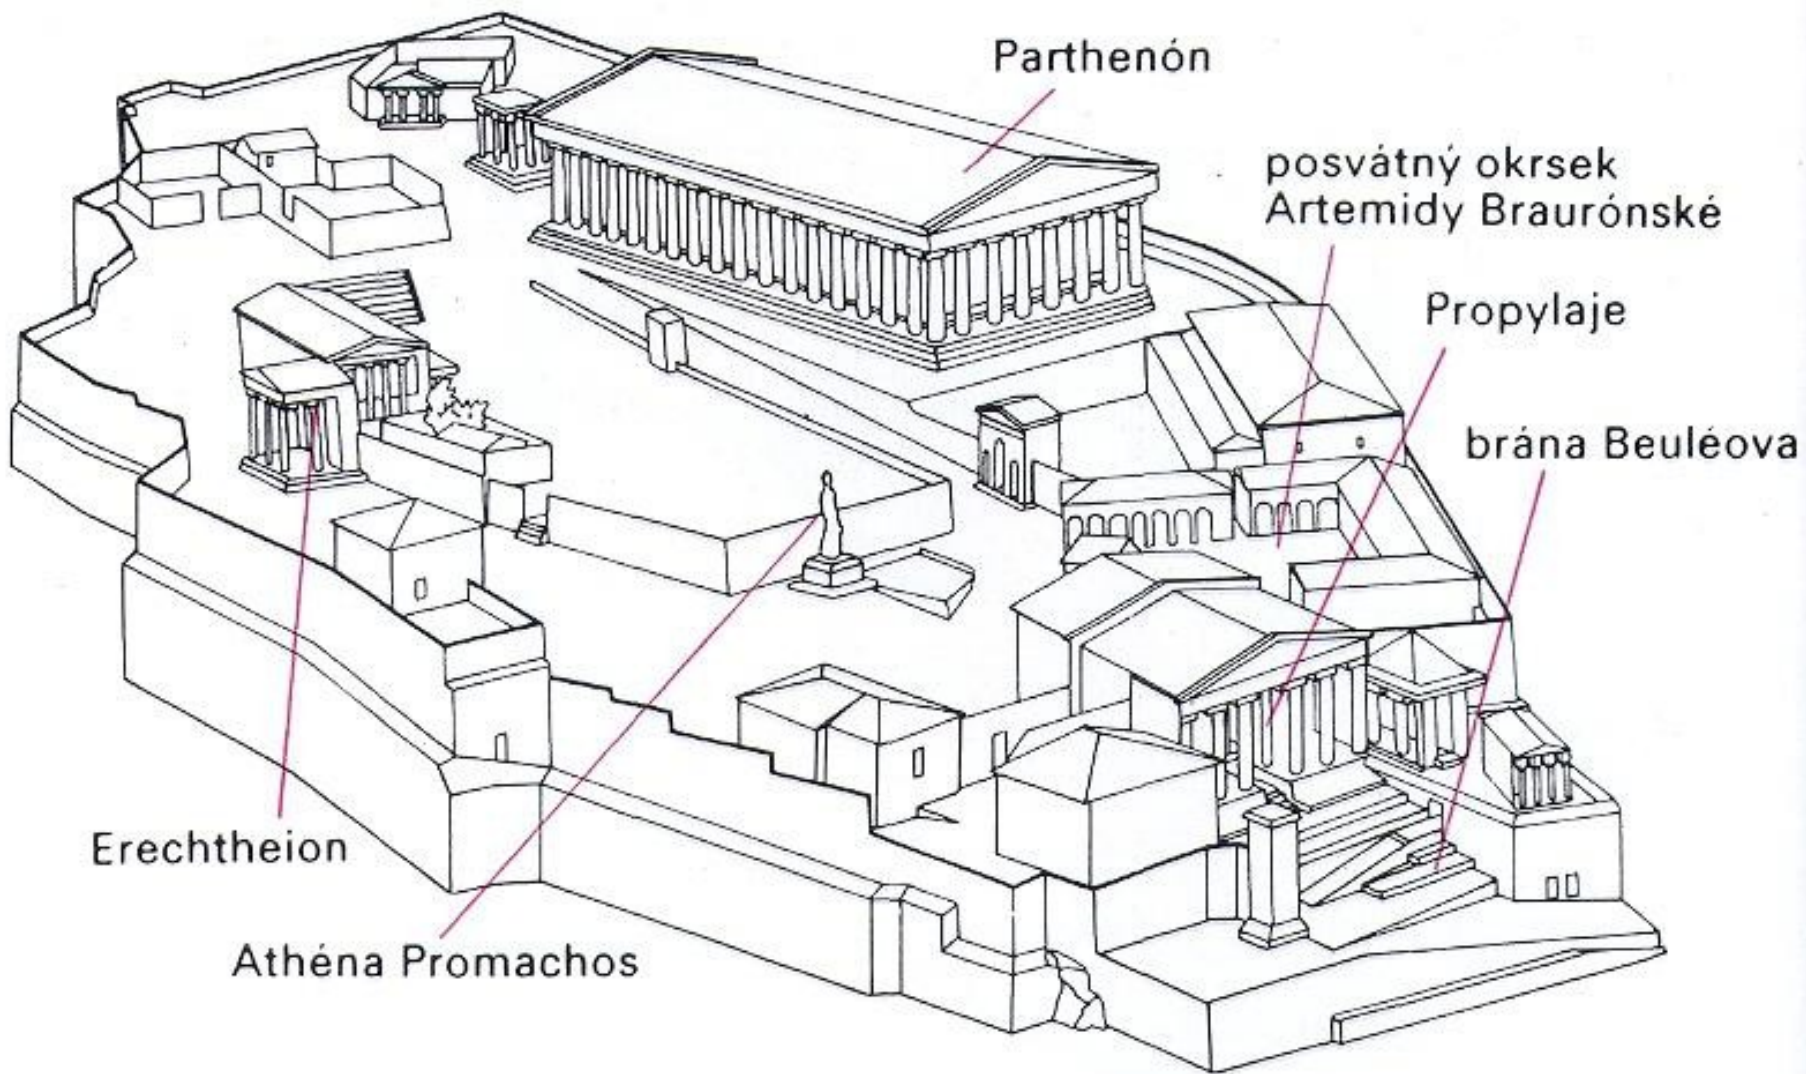 Parthenón
posvátný okrsek
Artemidy Braurónské
Propylaje
brána Beuléova
Erechtheion
Athéna Promachos